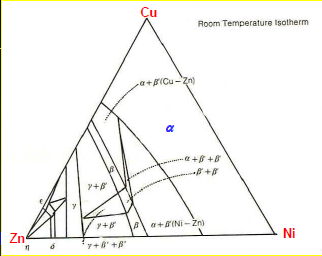 Cu
Room Temperature Isotherm
α+β'(Cu-Zn)
α
α+β'+β'
β'+β'
β
γ+β'
ϵ
γ
γ+β'
β
α+β'(Ni-Zn)
Zn
Ni
η
δ
γ+β'+β'